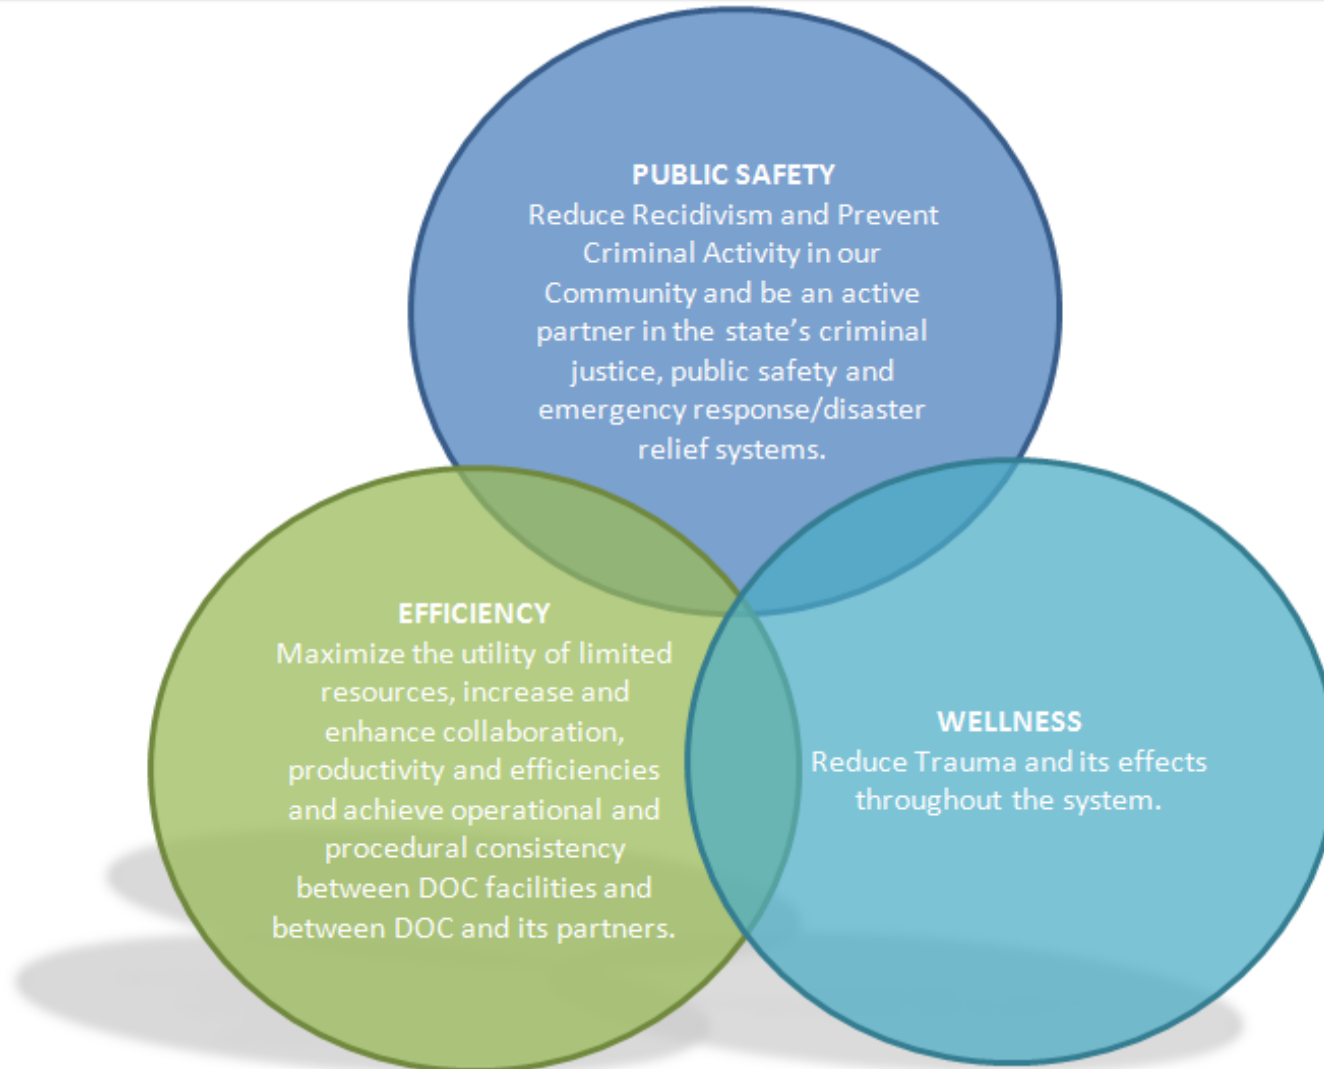 PUBLIC SAFETY
Reduce Recidivism and Prevent
Criminal Activity in our
Community and be an active
partner in the state’s criminal
justice, public safety and
emergency response/disaster
relief systems.
EFFICIENCY
Maximize the utility of limited
resources, increase and
enhance collaboration,
productivity and efficiencies
and achieve operational and
procedural consistency
between DOC facilities and
between DOC and its partners.
WELLNESS
Reduce Trauma and its effects
throughout the system.